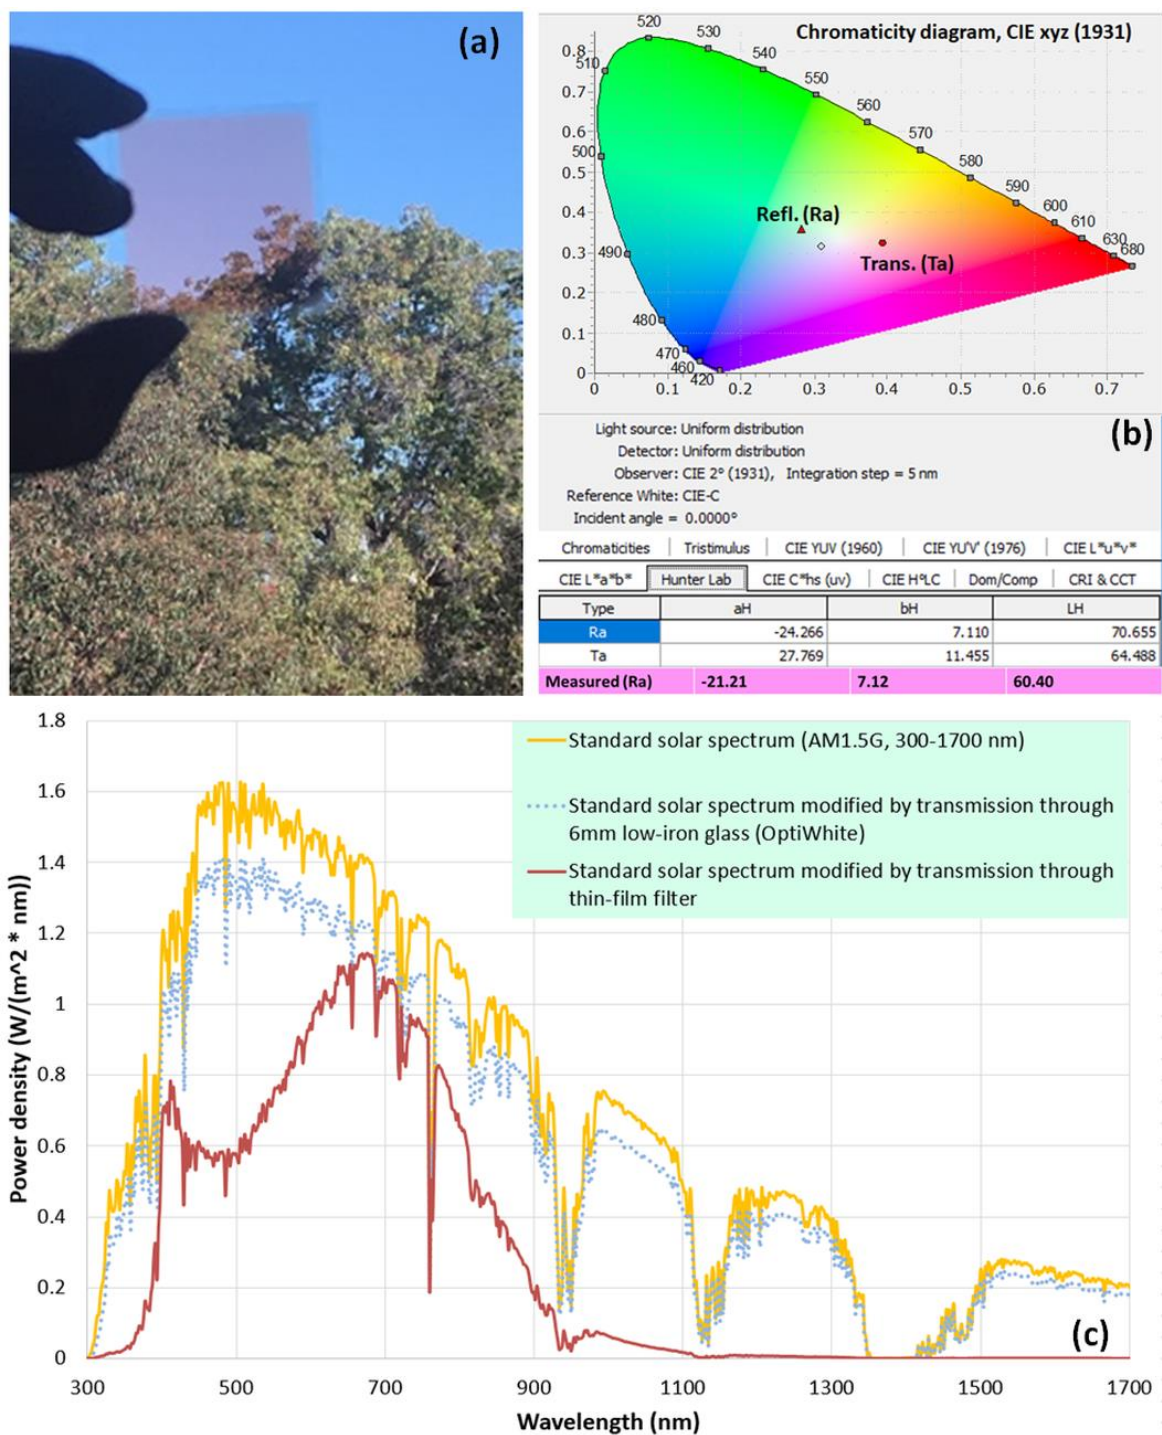 (a)
Chromaticity diagram, CIE xyz (1931)
520
530
540
550
560
570
580
590
600
610
630
680
510
500
490
480
470
460
420
0.8
0.7
0.6
0.5
0.4
0.3
0.2
0.1
0
0 0.1 0.2 0.3 0.4 0.5 0.6 0.7
Refl. (Ra)
Trans. (Ta)
(b)
Light source: Uniform distribution
Detector: Uniform distribution
Observer: CIE 2° (1931), Integration step = 5 nm
Reference White: CIE-C
Incident angle = 0.0000°
Chromaticities Tristimulus CIE YUV (1960) CIE YU'V' (1976) CIE L*u*v*
CIE L*a*b* Hunter Lab CIE C*hs (uv) CIE H°LC Dom/Comp CRI & CCT
Type aH bH LH
Ra -24.266 7.110 70.655
Ta 27.769 11.455 64.488
Measured (Ra) -21.21 7.12 60.40
1.8
1.6
1.4
1.2
1
0.8
0.6
0.4
0.2
0
Power density (W/(m^2 * nm))
Standard solar spectrum (AM1.5G, 300-1700 nm)
Standard solar spectrum modified by transmission through
6mm low-iron glass (OptiWhite)
Standard solar spectrum modified by transmission through
thin-film filter
(c)
300 500 700 900 1100 1300 1500 1700
Wavelength (nm)